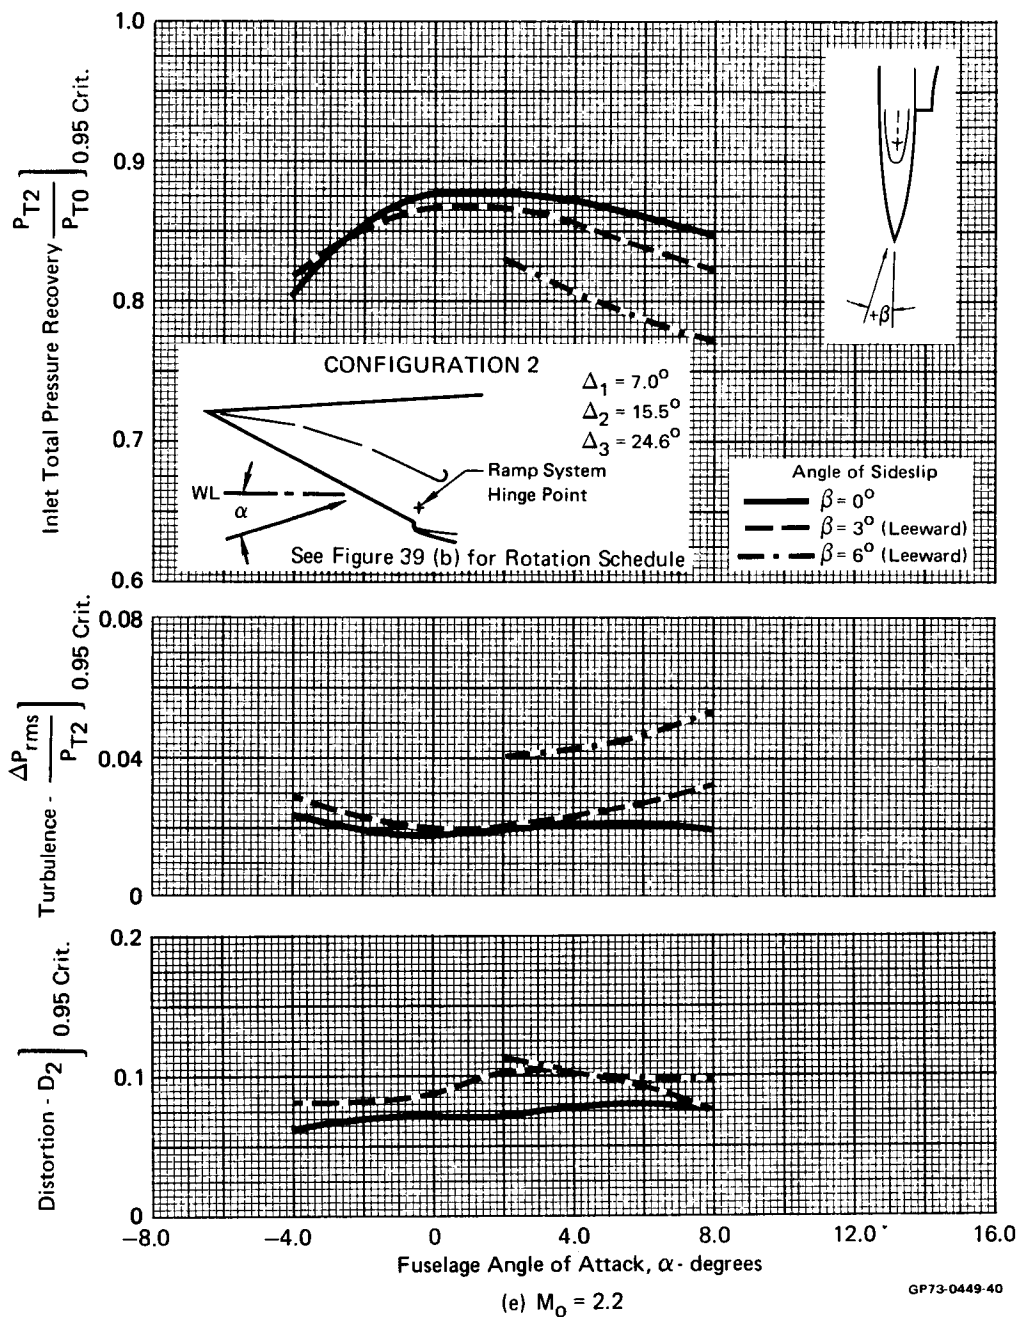 1.0
0.9
0.8
0.7
0.6
Inlet Total Pressure Recovery P_T2 / P_T0 ] 0.95 Crit.
+
+β
CONFIGURATION 2
Δ1 = 7.0°
Δ2 = 15.5°
Δ3 = 24.6°
Ramp System
Hinge Point
+
WL
α
See Figure 39 (b) for Rotation Schedule
Angle of Sideslip
β = 0°
β = 3° (Leeward)
β = 6° (Leeward)
0.08
0.04
0
Turbulence - ΔP_rms / P_T2 ] 0.95 Crit.
0.2
0.1
0
Distortion - D2 ] 0.95 Crit.
−8.0 −4.0 0 4.0 8.0 12.0 16.0
Fuselage Angle of Attack, α - degrees
(e) M_o = 2.2
GP73-0449-40